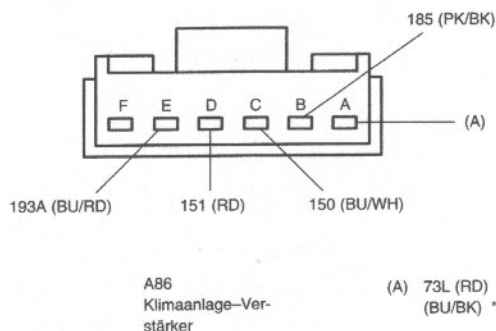 185 (PK/BK)
F E D C B A
(A)
193A (BU/RD) 151 (RD) 150 (BU/WH)
A86
Klimaanlage–Ver-
stärker
(A) 73L (RD)
(BU/BK) *